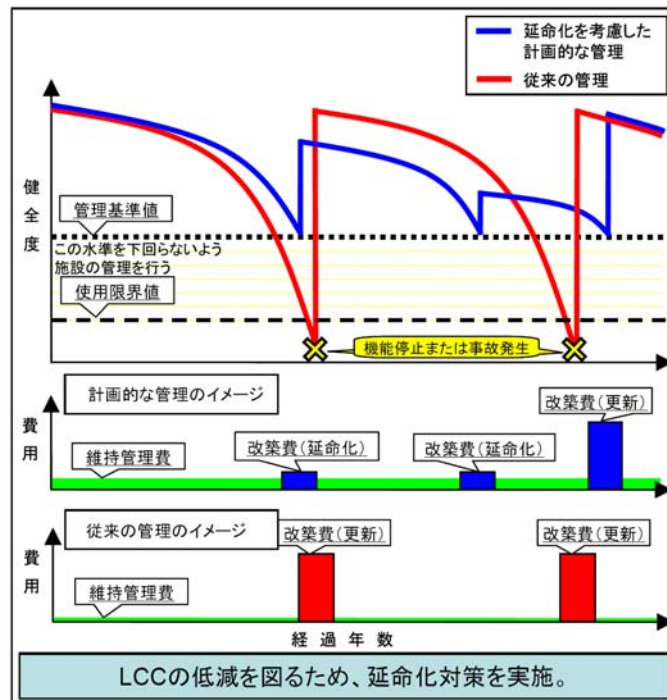 延命化を考慮した
計画的な管理
従来の管理
健全度
管理基準値
この水準を下回らないよう
施設の管理を行う
使用限界値
機能停止または事故発生
計画的な管理のイメージ
費用
維持管理費
改築費(延命化)
改築費(延命化)
改築費(更新)
従来の管理のイメージ
費用
維持管理費
改築費(更新)
改築費(更新)
経過年数
LCCの低減を図るため、延命化対策を実施。